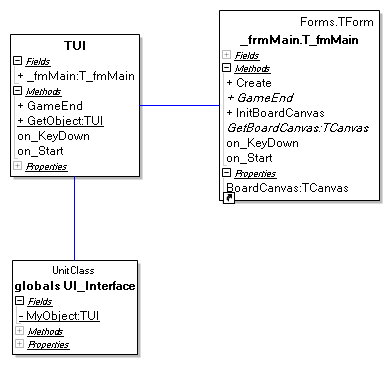 TUI
Fields
+ _fmMain:T_fmMain
Methods
+ GameEnd
+ GetObject:TUI
on_KeyDown
on_Start
Properties
Forms.TForm
_frmMain.T_fmMain
Fields
Methods
+ Create
+ GameEnd
+ InitBoardCanvas
GetBoardCanvas:TCanvas
on_KeyDown
on_Start
Properties
BoardCanvas:TCanvas
UnitClass
globals UI_Interface
Fields
- MyObject:TUI
Methods
Properties